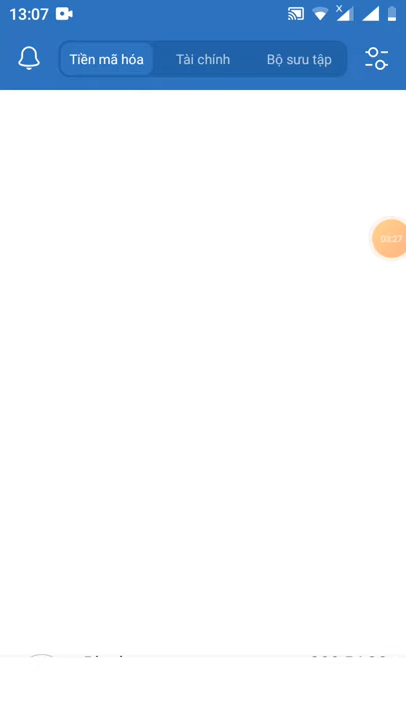 13:07
Tiền mã hóa
Tài chính
Bộ sưu tập
03:27